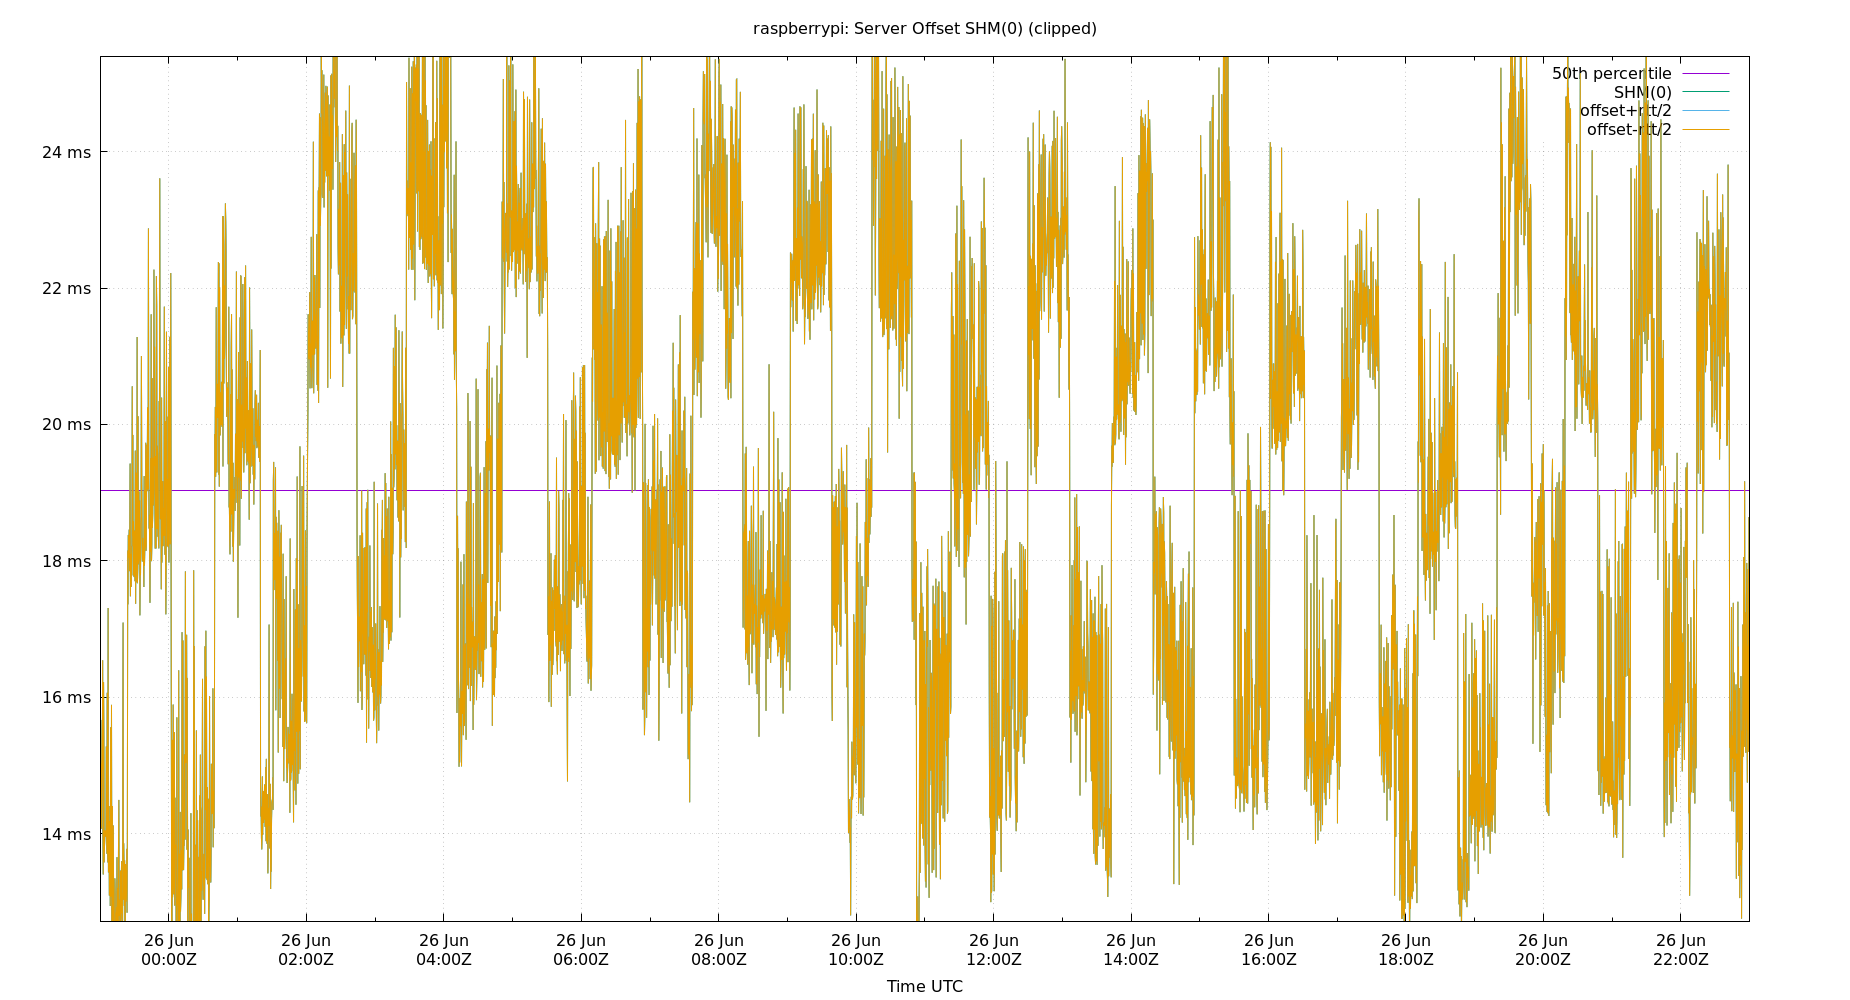 raspberrypi: Server Offset SHM(0) (clipped)
50th percentile
SHM(0)
offset+rtt/2
offset-rtt/2
24 ms
22 ms
20 ms
18 ms
16 ms
14 ms
26 Jun 26 Jun 26 Jun 26 Jun 26 Jun 26 Jun 26 Jun 26 Jun 26 Jun 26 Jun 26 Jun 26 Jun
00:00Z 02:00Z 04:00Z 06:00Z 08:00Z 10:00Z 12:00Z 14:00Z 16:00Z 18:00Z 20:00Z 22:00Z
Time UTC